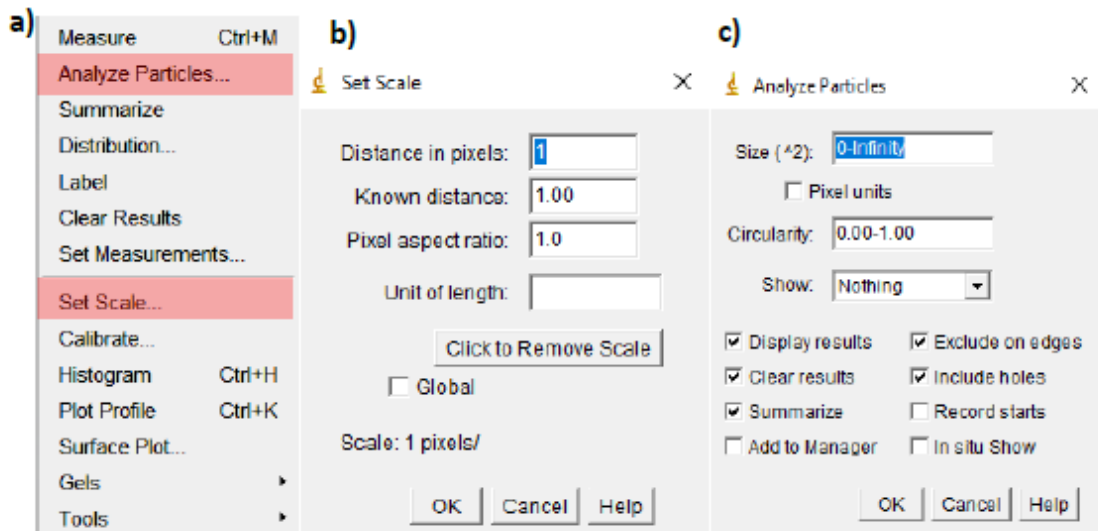 a)
Measure Ctrl+M
Analyze Particles...
Summarize
Distribution...
Label
Clear Results
Set Measurements...
Set Scale...
Calibrate...
Histogram Ctrl+H
Plot Profile Ctrl+K
Surface Plot...
Gels
Tools
b)
Set Scale
Distance in pixels: 1
Known distance: 1.00
Pixel aspect ratio: 1.0
Unit of length:
Click to Remove Scale
Global
Scale: 1 pixels/
OK Cancel Help
c)
Analyze Particles
Size (^2): 0-Infinity
Pixel units
Circularity: 0.00-1.00
Show: Nothing
Display results Exclude on edges
Clear results Include holes
Summarize Record starts
Add to Manager In situ Show
OK Cancel Help